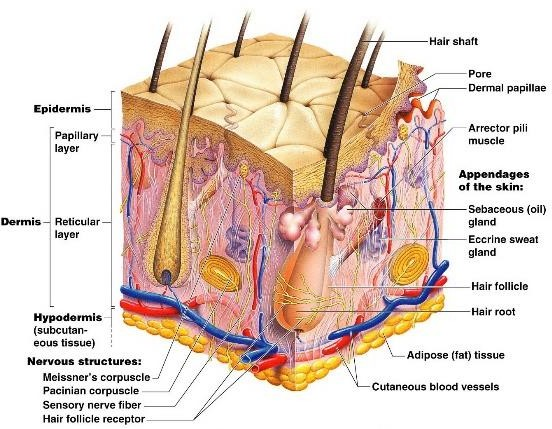 Hair shaft
Pore
Dermal papillae
Epidermis
Papillary
layer
Arrector pili
muscle
Appendages
of the skin:
Dermis
Reticular
layer
Sebaceous (oil)
gland
Eccrine sweat
gland
Hair follicle
Hair root
Hypodermis
(subcutan-
eous tissue)
Nervous structures:
Meissner's corpuscle
Pacinian corpuscle
Sensory nerve fiber
Hair follicle receptor
Adipose (fat) tissue
Cutaneous blood vessels